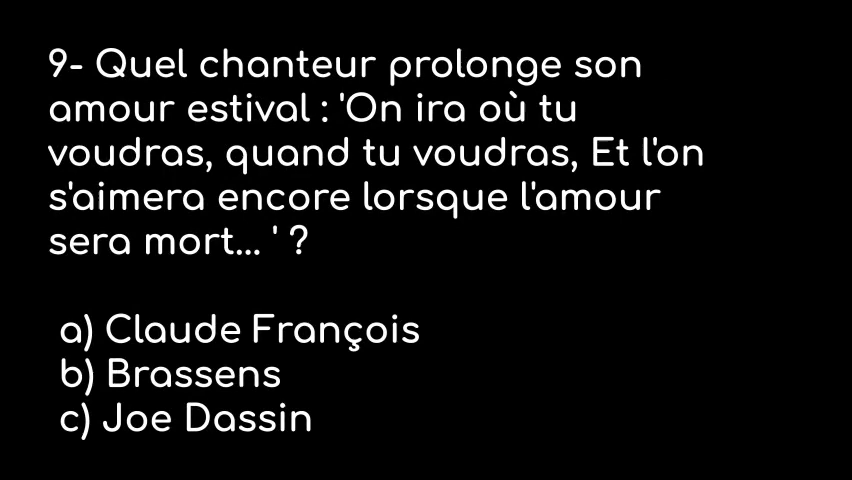 9- Quel chanteur prolonge son
amour estival : 'On ira où tu
voudras, quand tu voudras, Et l'on
s'aimera encore lorsque l'amour
sera mort... ' ?
a) Claude François
b) Brassens
c) Joe Dassin